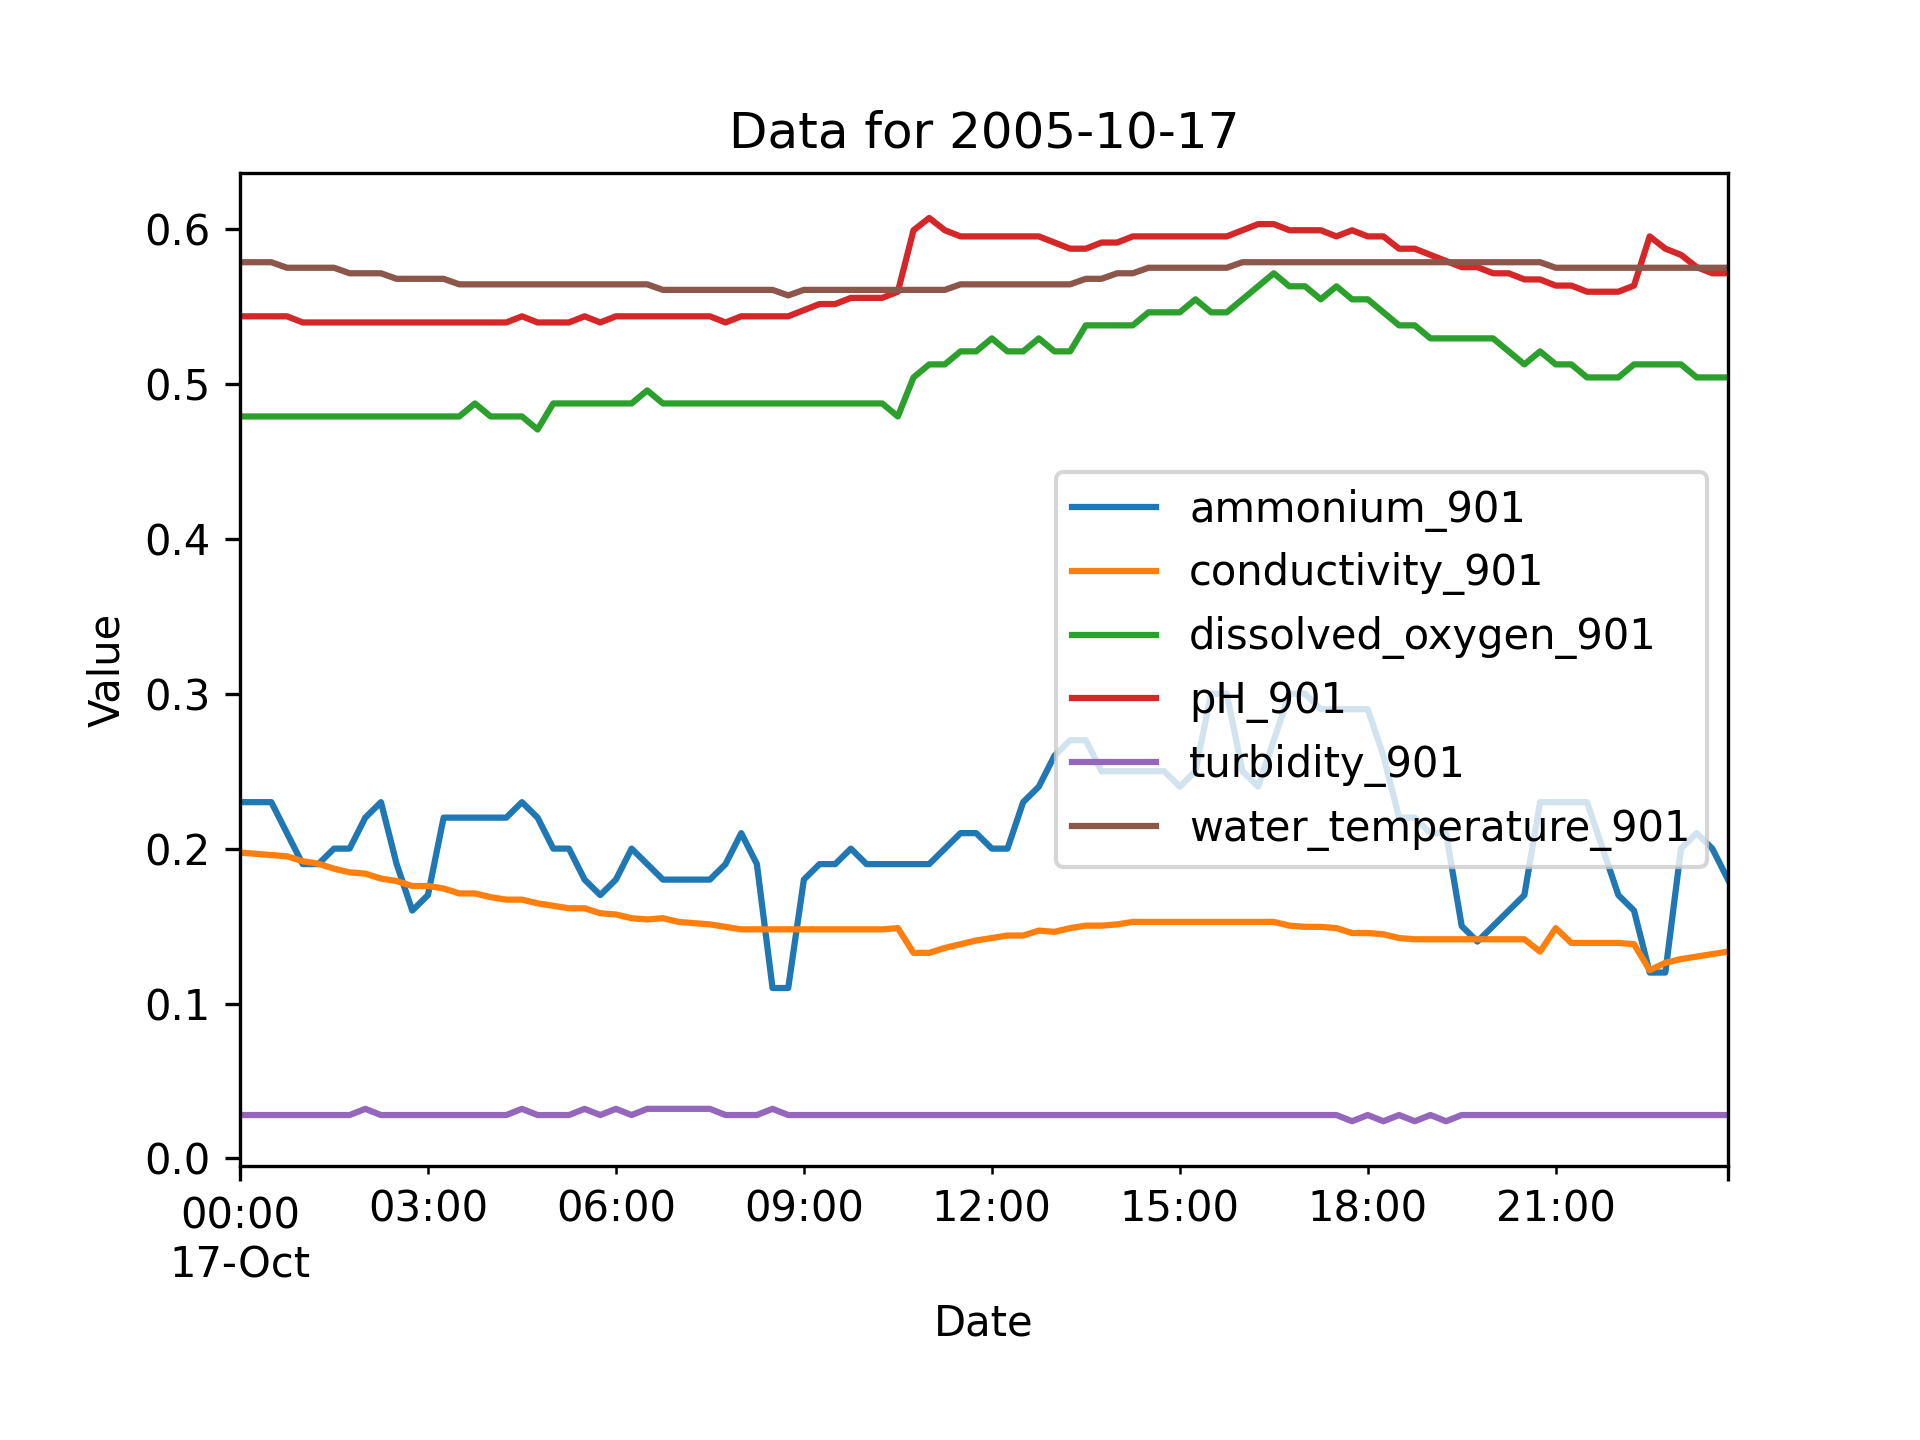 Data for 2005-10-17
Value
0.6
0.5
0.4
0.3
0.2
0.1
0.0
ammonium_901
conductivity_901
dissolved_oxygen_901
pH_901
turbidity_901
water_temperature_901
00:00
17-Oct
03:00
06:00
09:00
12:00
15:00
18:00
21:00
Date